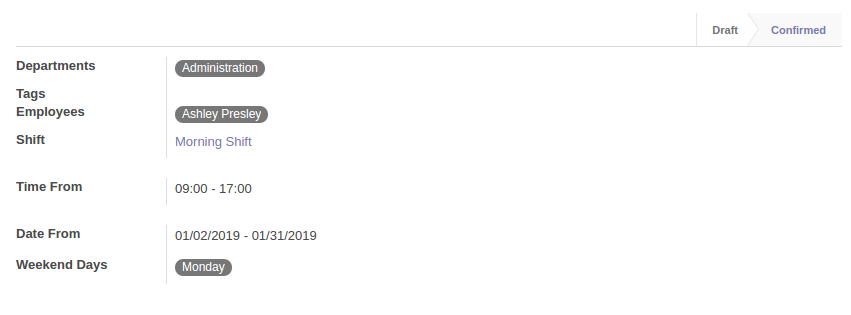 Draft Confirmed
Departments Administration
Tags
Employees Ashley Presley
Shift Morning Shift
Time From 09:00 - 17:00
Date From 01/02/2019 - 01/31/2019
Weekend Days Monday